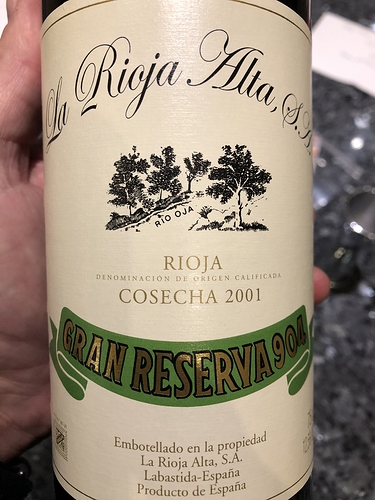 La Rioja Alta, S.A.
RIO OJA
RIOJA
DENOMINACIÓN DE ORIGEN CALIFICADA
COSECHA 2001
GRAN RESERVA 904
Embotellado en la propiedad
La Rioja Alta, S.A.
Labastida-España
Producto de España